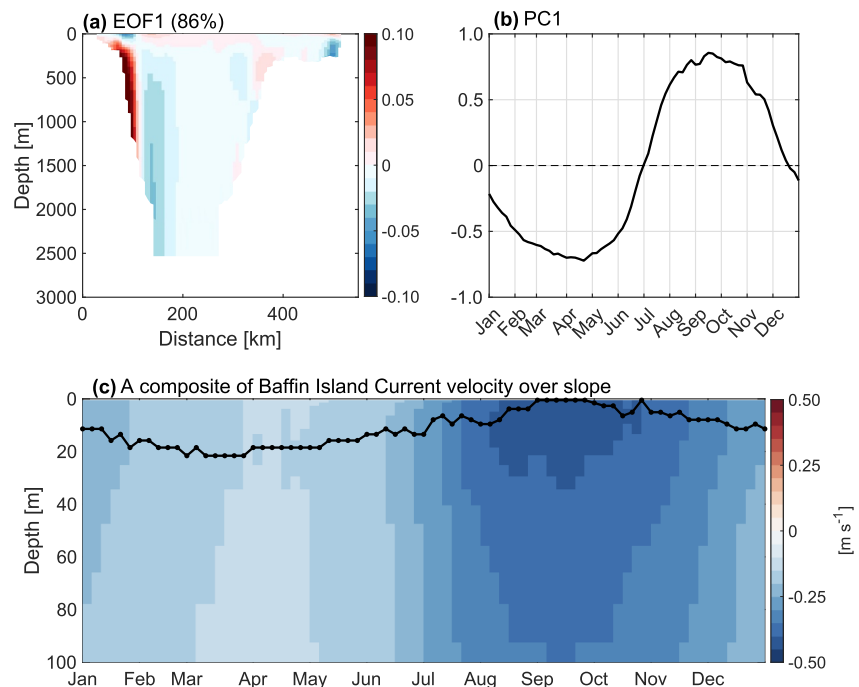 (a) EOF1 (86%)
0
500
1000
1500
2000
2500
3000
Depth [m]
0 200 400
Distance [km]
0.10
0.05
0
-0.05
-0.10
(b) PC1
1.0
0.5
0
-0.5
-1.0
Jan Feb Mar Apr May Jun Jul Aug Sep Oct Nov Dec
(c) A composite of Baffin Island Current velocity over slope
0
20
40
60
80
100
Depth [m]
Jan Feb Mar Apr May Jun Jul Aug Sep Oct Nov Dec
0.50
0.25
0
-0.25
-0.50
[m s⁻¹]